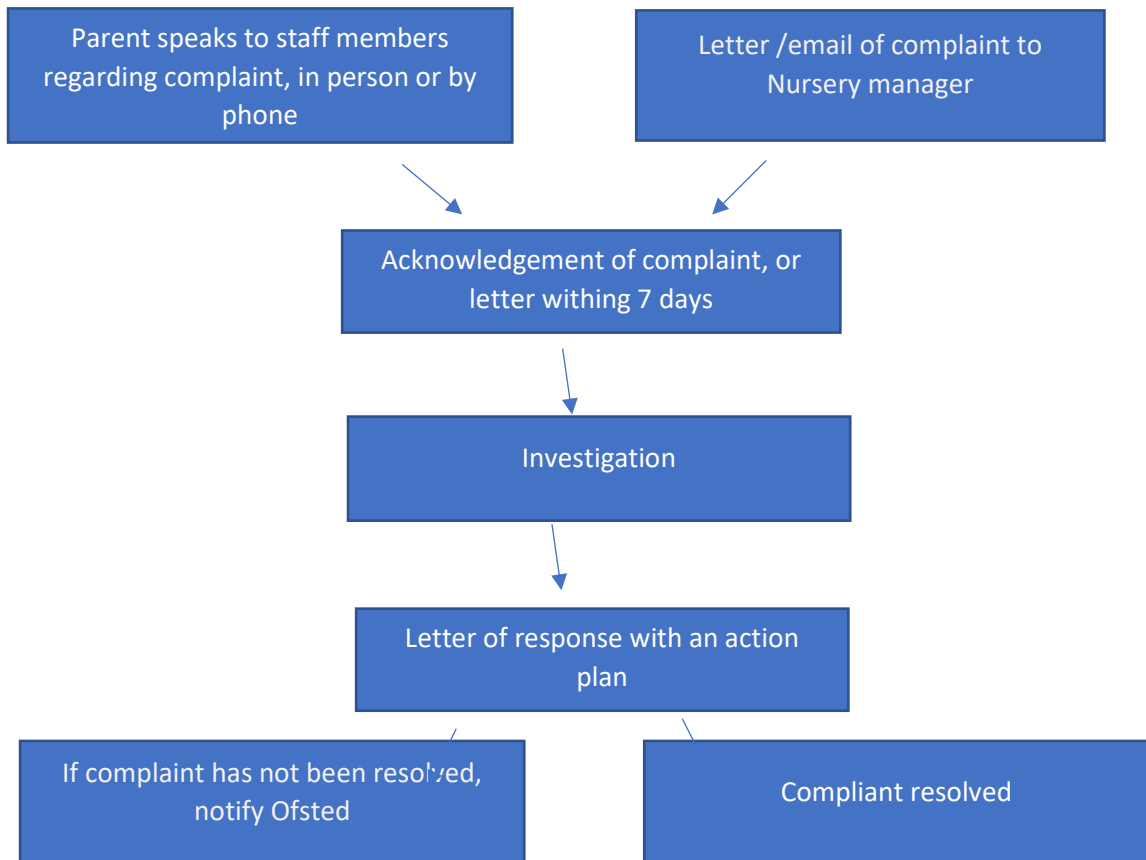 Parent speaks to staff members
regarding complaint, in person or by
phone
Letter /email of complaint to
Nursery manager
Acknowledgement of complaint, or
letter withing 7 days
Investigation
Letter of response with an action
plan
If complaint has not been resolved,
notify Ofsted
Compliant resolved